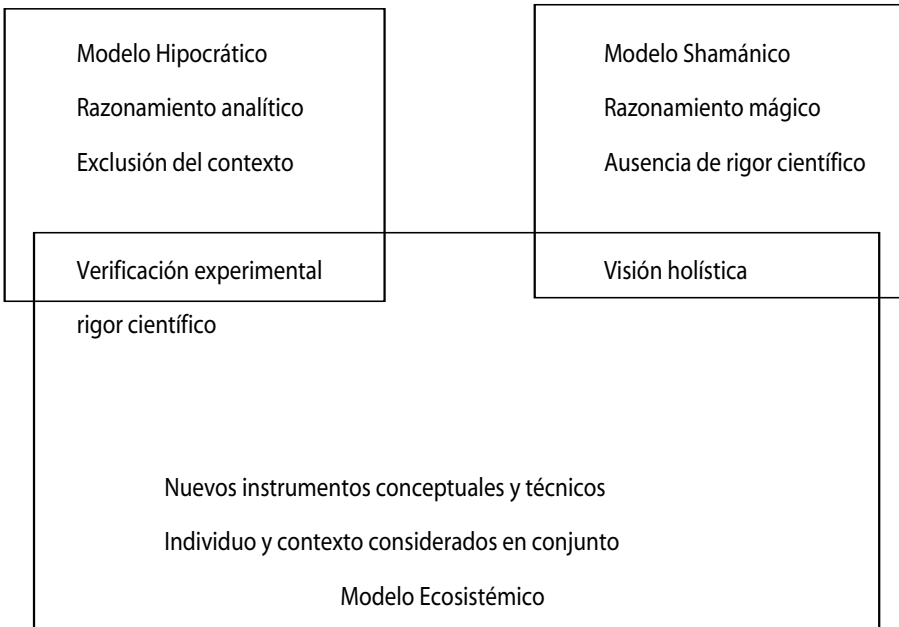 Modelo Hipocrático
Razonamiento analítico
Exclusión del contexto
Modelo Shamánico
Razonamiento mágico
Ausencia de rigor científico
Verificación experimental
rigor científico
Visión holística
Nuevos instrumentos conceptuales y técnicos
Individuo y contexto considerados en conjunto
Modelo Ecosistémico